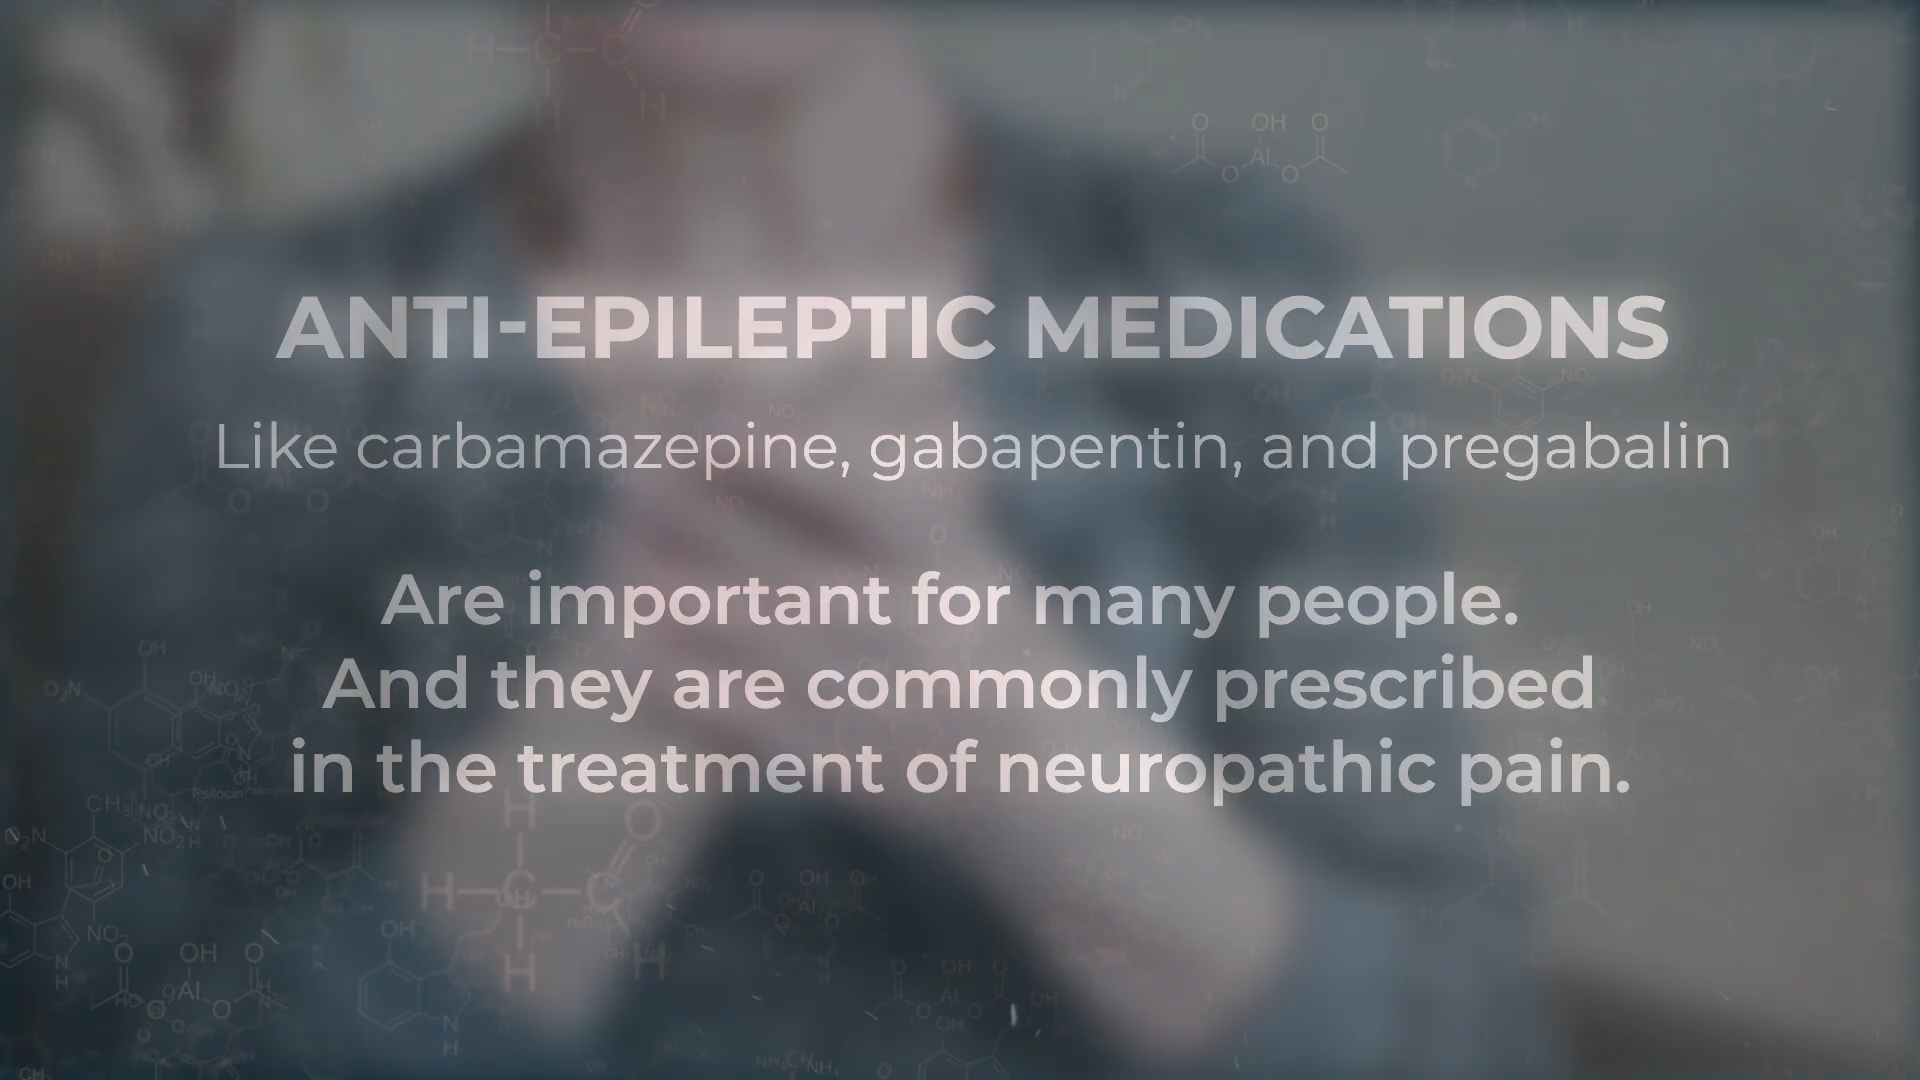 ANTI-EPILEPTIC MEDICATIONS
Like carbamazepine, gabapentin, and pregabalin
Are important for many people.
And they are commonly prescribed
in the treatment of neuropathic pain.